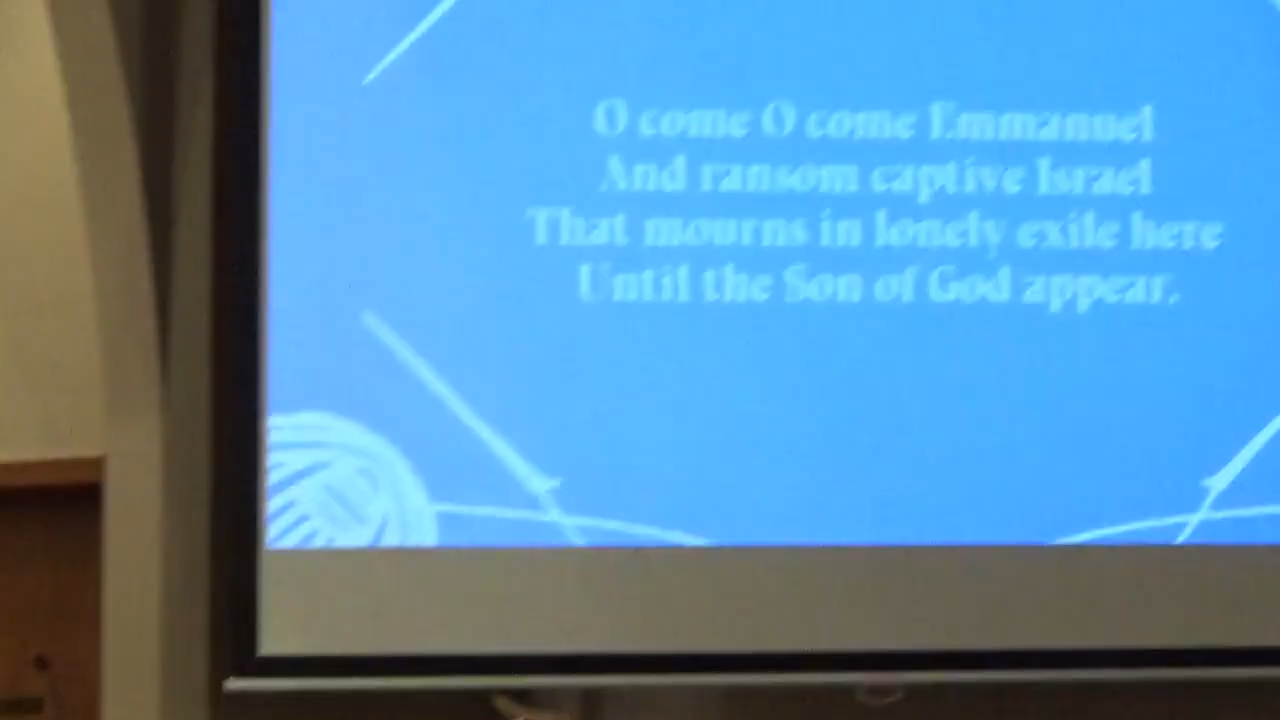 O come O come Emmanuel
And ransom captive Israel
That mourns in lonely exile here
Until the Son of God appear.